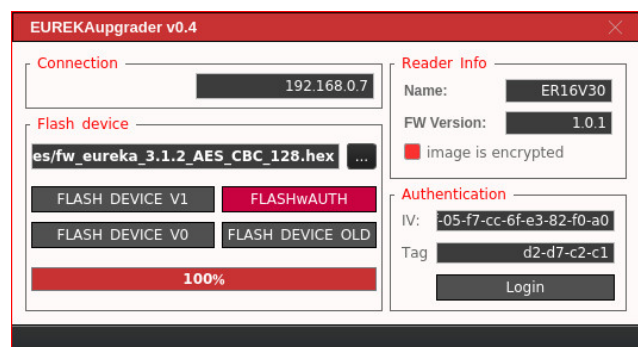 EUREKAupgrader v0.4
Connection
192.168.0.7
Flash device
es/fw_eureka_3.1.2_AES_CBC_128.hex ...
FLASH DEVICE V1 FLASHwAUTH
FLASH DEVICE V0 FLASH DEVICE OLD
100%
Reader Info
Name: ER16V30
FW Version: 1.0.1
image is encrypted
Authentication
IV: -05-f7-cc-6f-e3-82-f0-a0
Tag d2-d7-c2-c1
Login